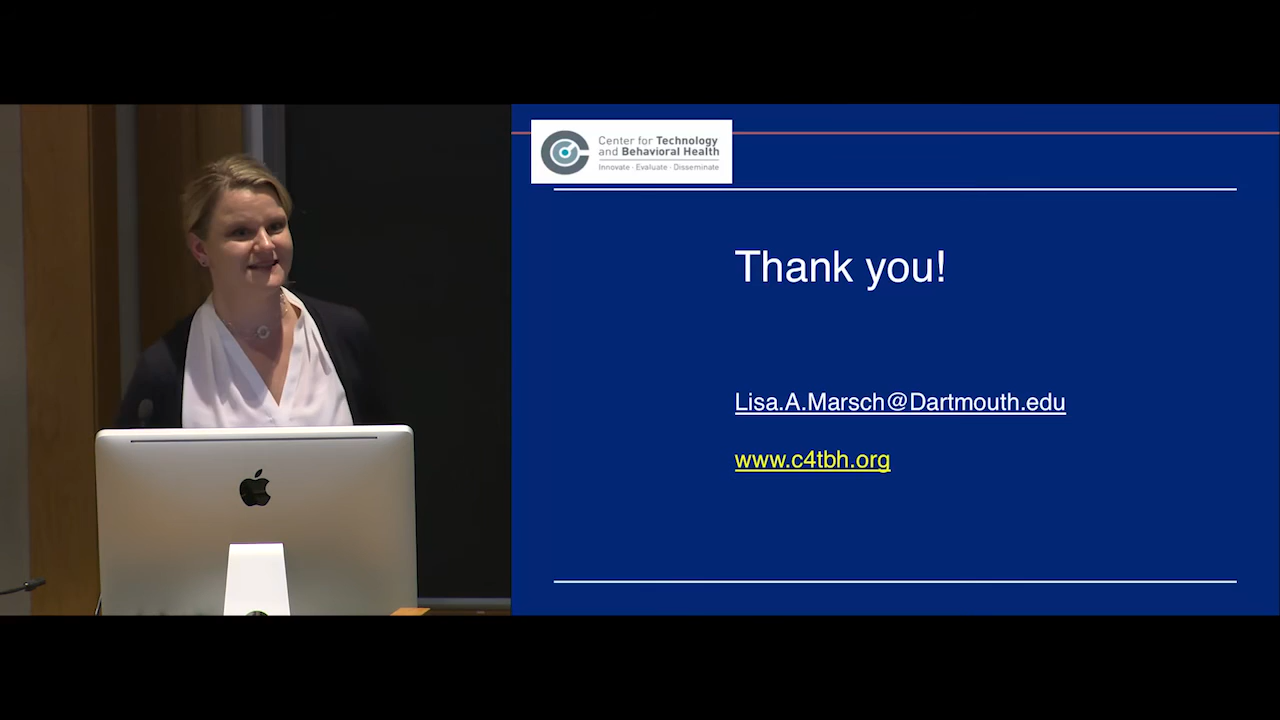 Center for Technology
and Behavioral Health
Innovate · Evaluate · Disseminate
Thank you!
Lisa.A.Marsch@Dartmouth.edu
www.c4tbh.org